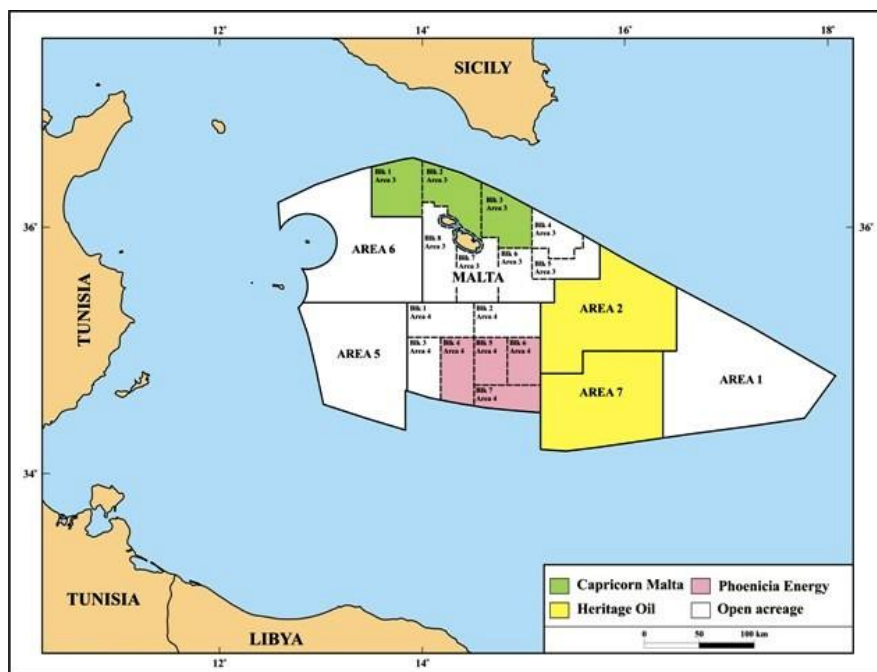 12°
14°
16°
18°
SICILY
36°
36°
34°
TUNISIA
TUNISIA
LIBYA
MALTA
Blk 1
Area 3
Blk 2
Area 3
Blk 3
Area 3
Blk 4
Area 3
Blk 8
Area 3
Blk 7
Area 3
Blk 6
Area 3
Blk 5
Area 3
AREA 6
AREA 2
AREA 5
AREA 7
AREA 1
Blk 1
Area 4
Blk 2
Area 4
Blk 3
Area 4
Blk 4
Area 4
Blk 5
Area 4
Blk 6
Area 4
Blk 7
Area 4
Capricorn Malta
Phoenicia Energy
Heritage Oil
Open acreage
0 50 100 km
12°
14°
16°
18°